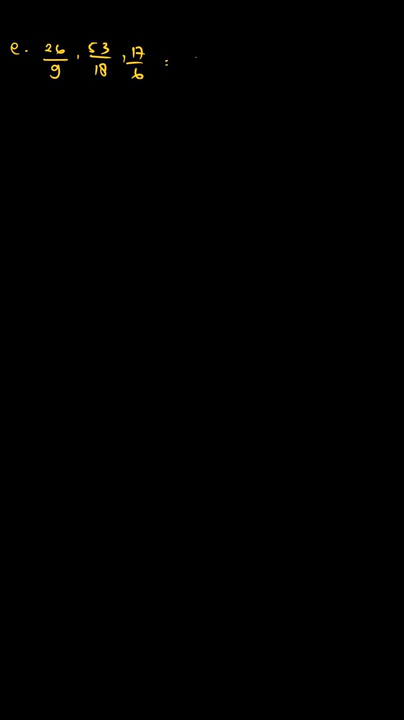 e. 26/9, 53/18, 17/6 =